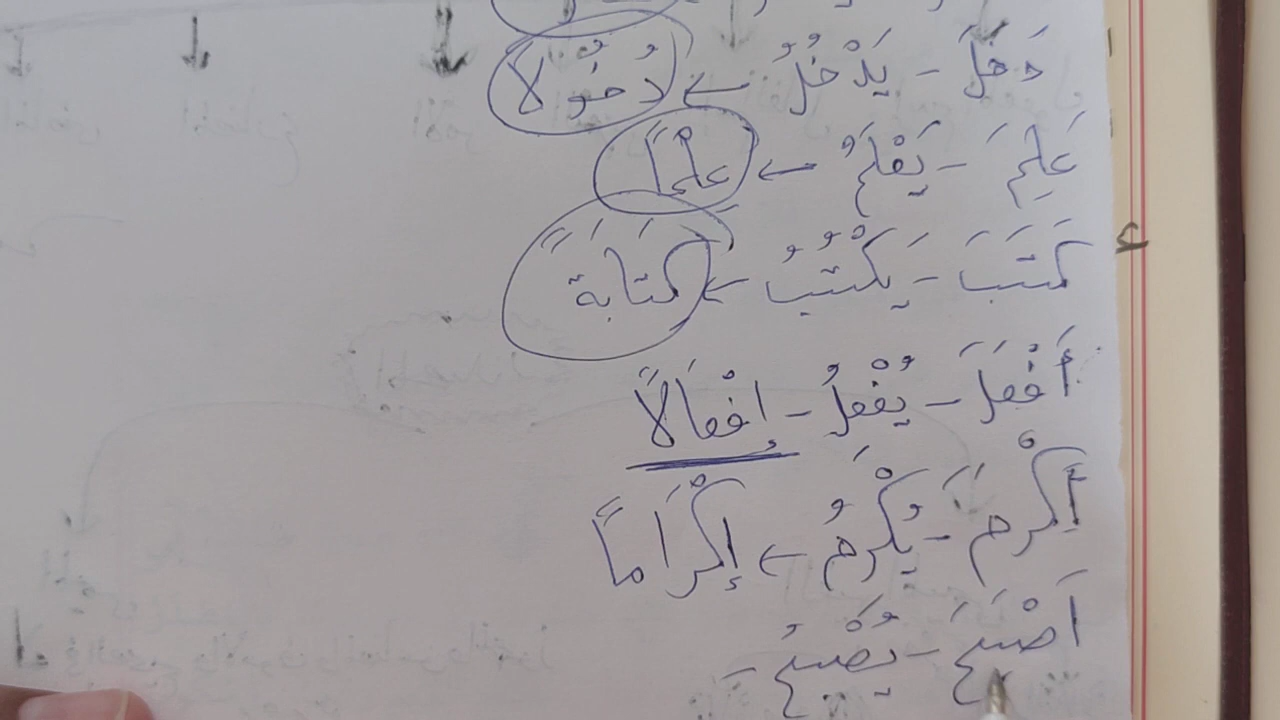 دَخَلَ - يَدْخُلُ ← دُخُولًا
عَلِمَ - يَعْلَمُ ← عِلْمًا
كَتَبَ - يَكْتُبُ ← كِتَابَةً
أَفْعَلَ - يُفْعِلُ - إِفْعَالًا
أَكْرَمَ - يُكْرِمُ ← إِكْرَامًا
أَصْبَحَ - يُصْبِحُ -